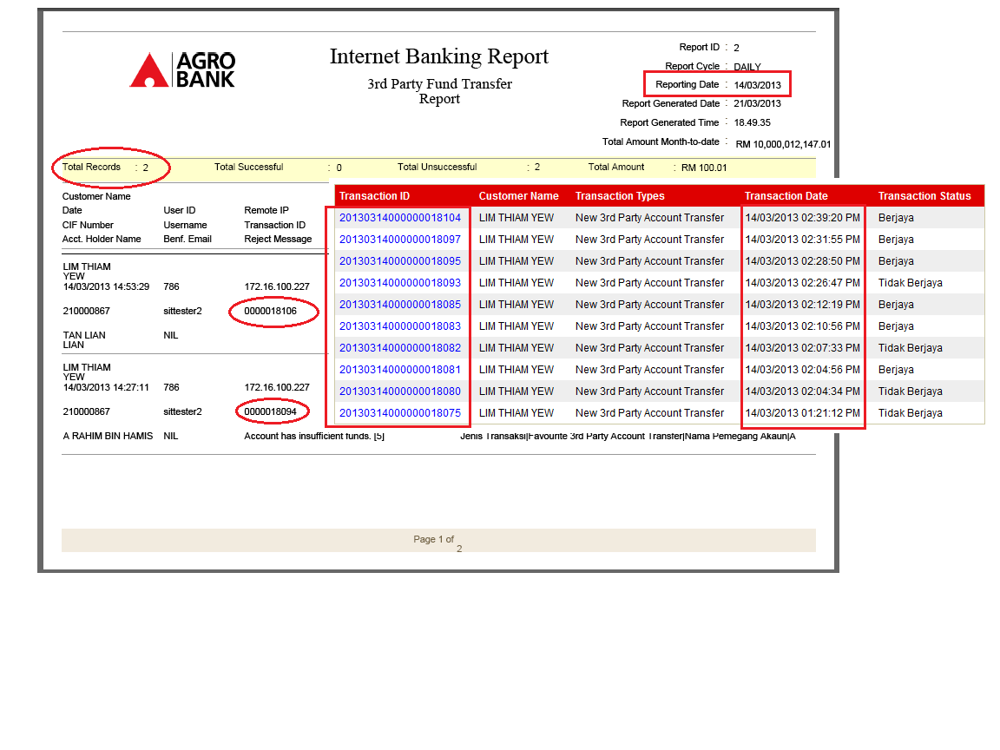 AGRO
BANK
Internet Banking Report
3rd Party Fund Transfer
Report
Report ID : 2
Report Cycle : DAILY
Reporting Date : 14/03/2013
Report Generated Date : 21/03/2013
Report Generated Time : 18.49.35
Total Amount Month-to-date : RM 10,000,012,147.01
Total Records : 2 Total Successful : 0 Total Unsuccessful : 2 Total Amount : RM 100.01
Customer Name
Date User ID Remote IP
CIF Number Username Transaction ID
Acct. Holder Name Benf. Email Reject Message
LIM THIAM
YEW
14/03/2013 14:53:29 786 172.16.100.227
210000867 sittester2 0000018106
TAN LIAN NIL
LIAN
LIM THIAM
YEW
14/03/2013 14:27:11 786 172.16.100.227
210000867 sittester2 0000018094
A RAHIM BIN HAMIS NIL Account has insufficient funds. [5] Jenis Transaksi|Favourite 3rd Party Account Transfer|Nama Pemegang Akaun|A
Transaction ID Customer Name Transaction Types Transaction Date Transaction Status
20130314000000018104 LIM THIAM YEW New 3rd Party Account Transfer 14/03/2013 02:39:20 PM Berjaya
20130314000000018097 LIM THIAM YEW New 3rd Party Account Transfer 14/03/2013 02:31:55 PM Berjaya
20130314000000018095 LIM THIAM YEW New 3rd Party Account Transfer 14/03/2013 02:28:50 PM Berjaya
20130314000000018093 LIM THIAM YEW New 3rd Party Account Transfer 14/03/2013 02:26:47 PM Tidak Berjaya
20130314000000018085 LIM THIAM YEW New 3rd Party Account Transfer 14/03/2013 02:12:19 PM Berjaya
20130314000000018083 LIM THIAM YEW New 3rd Party Account Transfer 14/03/2013 02:10:56 PM Berjaya
20130314000000018082 LIM THIAM YEW New 3rd Party Account Transfer 14/03/2013 02:07:33 PM Tidak Berjaya
20130314000000018081 LIM THIAM YEW New 3rd Party Account Transfer 14/03/2013 02:04:56 PM Berjaya
20130314000000018080 LIM THIAM YEW New 3rd Party Account Transfer 14/03/2013 02:04:34 PM Tidak Berjaya
20130314000000018075 LIM THIAM YEW New 3rd Party Account Transfer 14/03/2013 01:21:12 PM Tidak Berjaya
Page 1 of
2